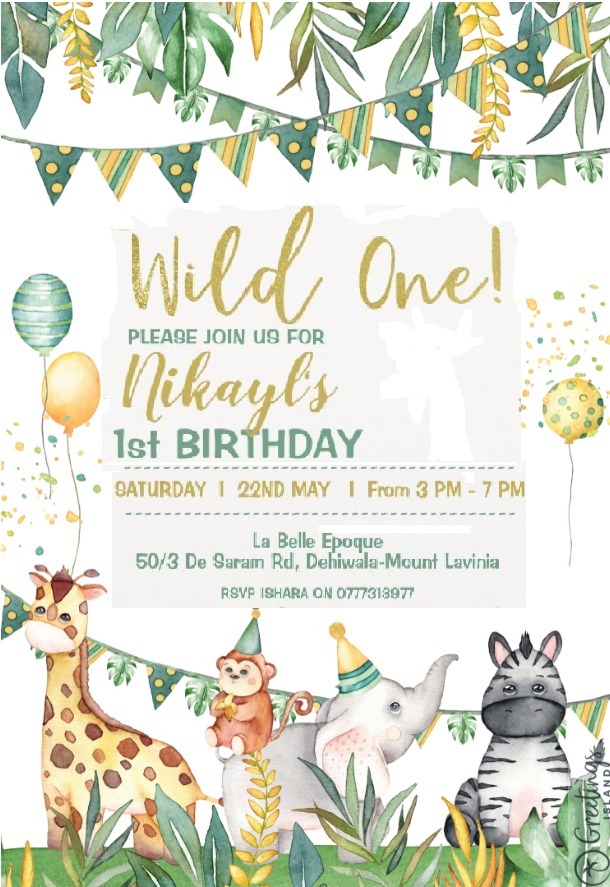 Wild One!
PLEASE JOIN US FOR
Nikayl's
1st BIRTHDAY
SATURDAY | 22ND MAY | From 3 PM - 7 PM
La Belle Epoque
50/3 De Saram Rd, Dehiwala-Mount Lavinia
RSVP ISHARA ON 0777313977
Greetings
ISLAND